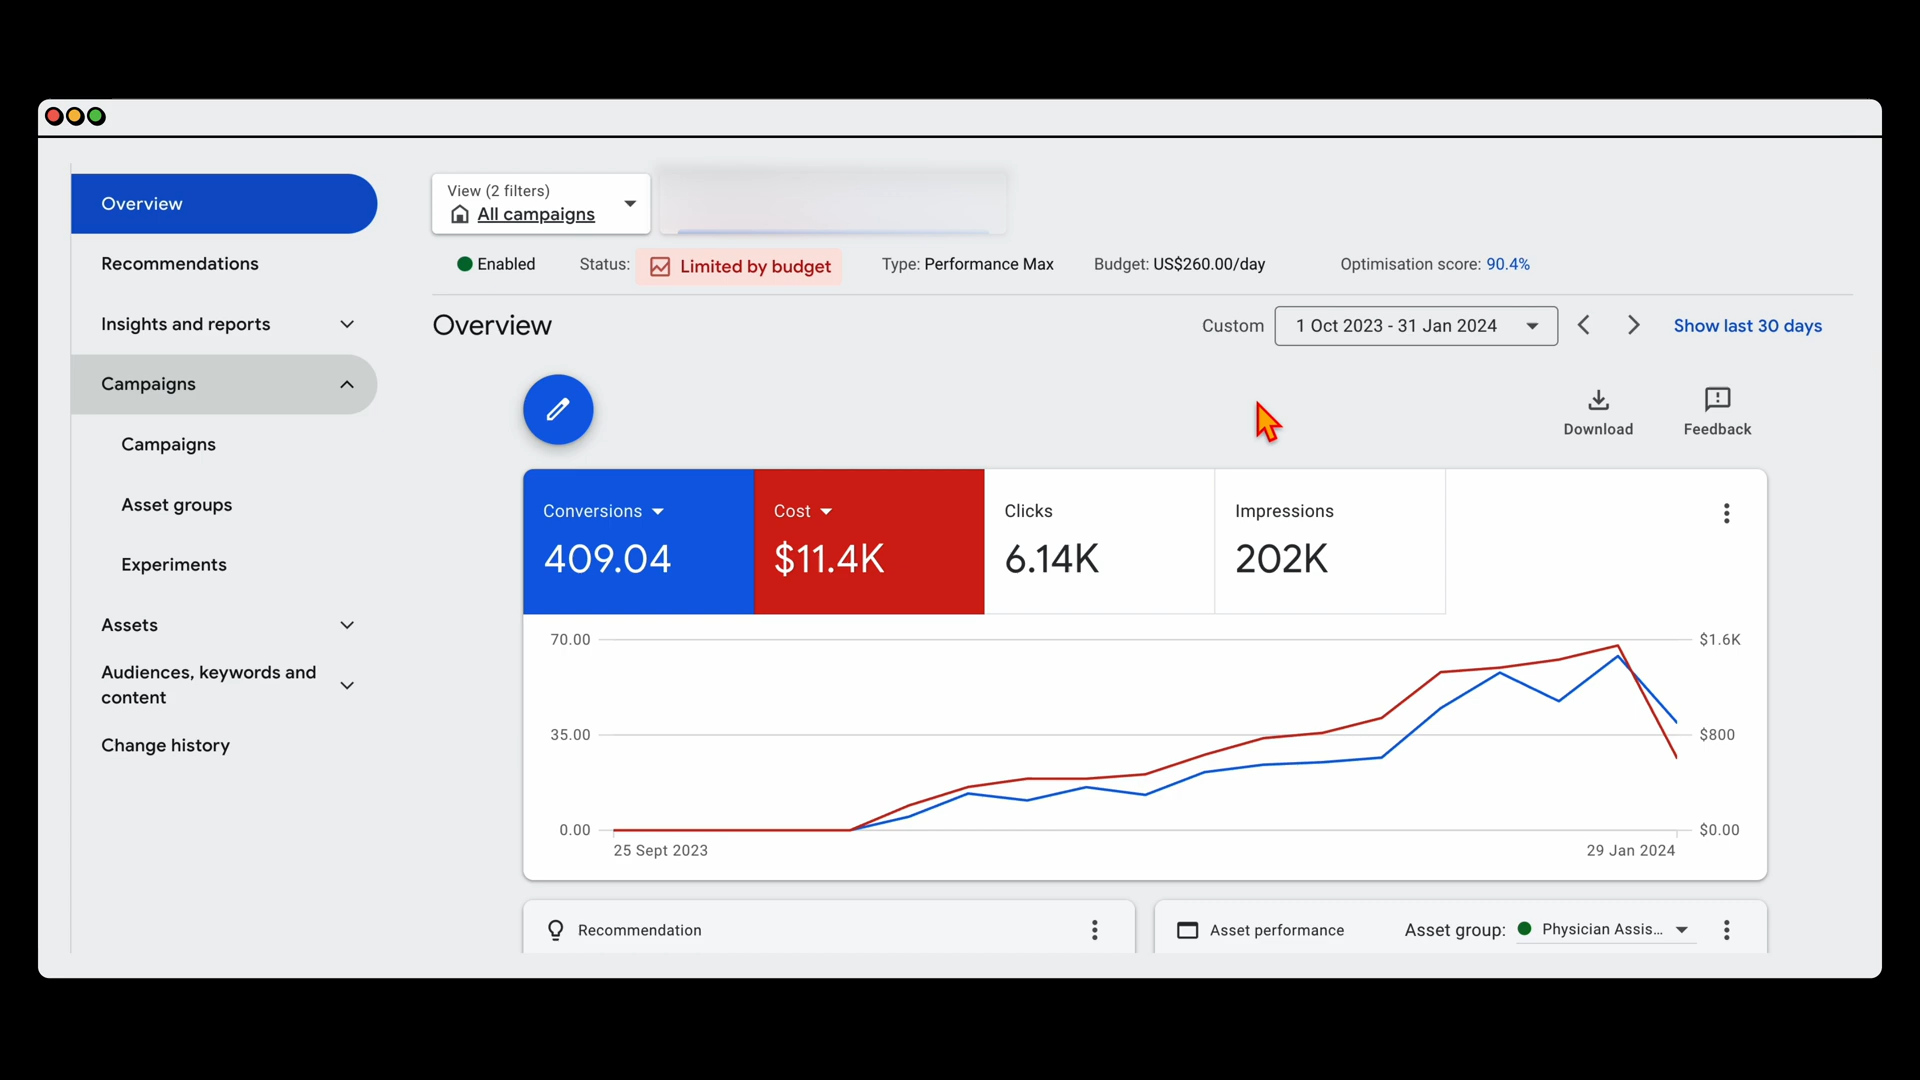 Overview
Recommendations
Insights and reports
Campaigns
Campaigns
Asset groups
Experiments
Assets
Audiences, keywords and
content
Change history
View (2 filters)
All campaigns
Enabled
Status: Limited by budget
Type: Performance Max
Budget: US$260.00/day
Optimisation score: 90.4%
Overview
Custom
1 Oct 2023 - 31 Jan 2024
Show last 30 days
Download
Feedback
Conversions
409.04
Cost
$11.4K
Clicks
6.14K
Impressions
202K
70.00
$1.6K
35.00
$800
0.00
$0.00
25 Sept 2023
29 Jan 2024
Recommendation
Asset performance
Asset group: Physician Assis...